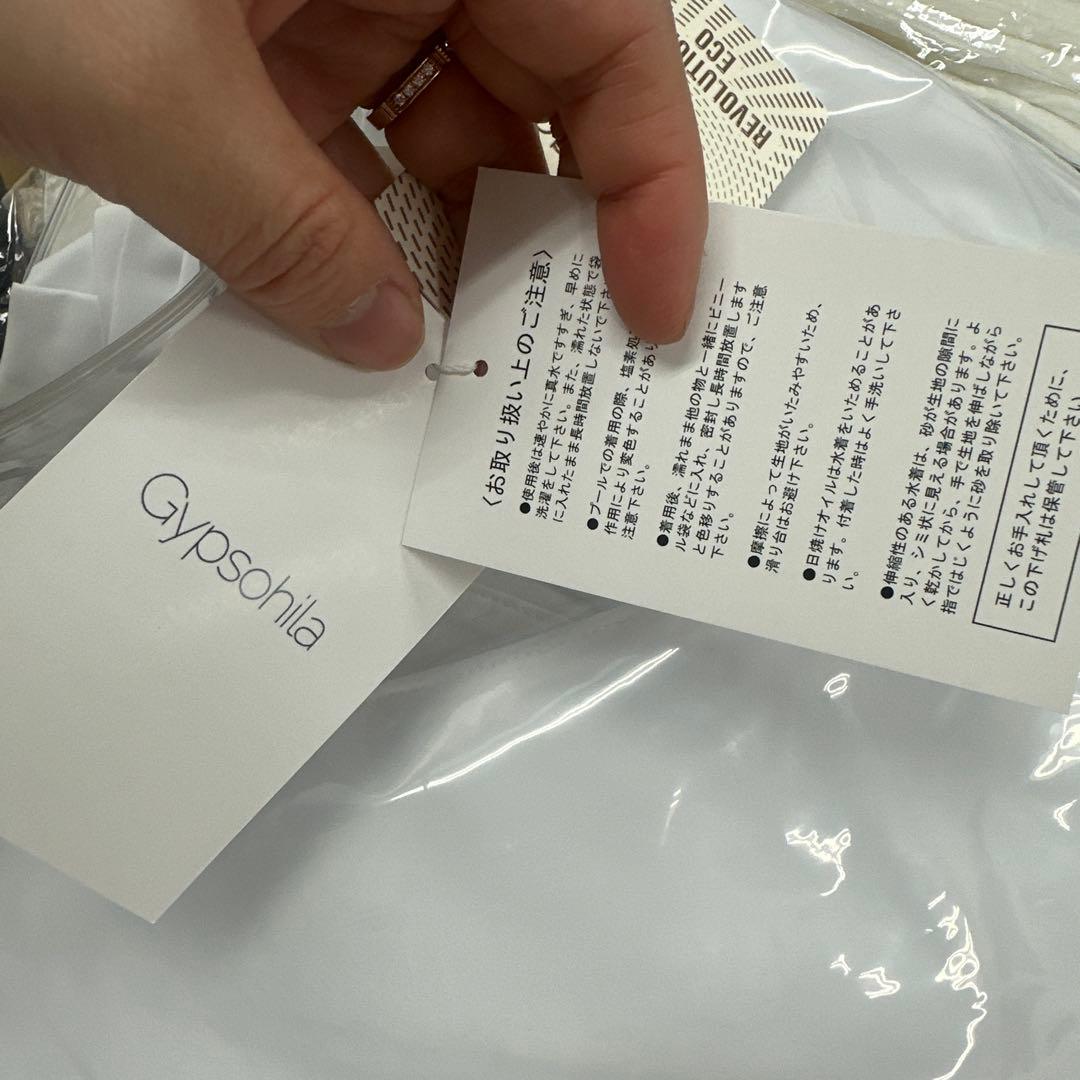 REVOLUTIO
ECO
Gypsohila
〈お取り扱い上のご注意〉
●使用後は速やかに真水ですすぎ、早めに
洗濯をして下さい。また、濡れた状態で袋
に入れたまま長時間放置しないで下さ
●プールでの着用の際、塩素処
作用により変色することがあり
注意下さい。
●着用後、濡れまま他の物と一緒にビニー
ル袋などに入れ、密封し長時間放置します
と色移りすることがありますので、ご注意
下さい。
●摩擦によって生地がいたみやすいため、
滑り台はお避け下さい。
●日焼けオイルは水着をいためることがあ
ります。付着した時はよく手洗いして下さ
い。
●伸縮性のある水着は、砂が生地の隙間に
入り、シミ状に見える場合があります。よ
く乾かしてから、手で生地を伸ばしながら
指ではじくように砂を取り除いて下さい。
正しくお手入れして頂くために、
この下げ札は保管して下さい